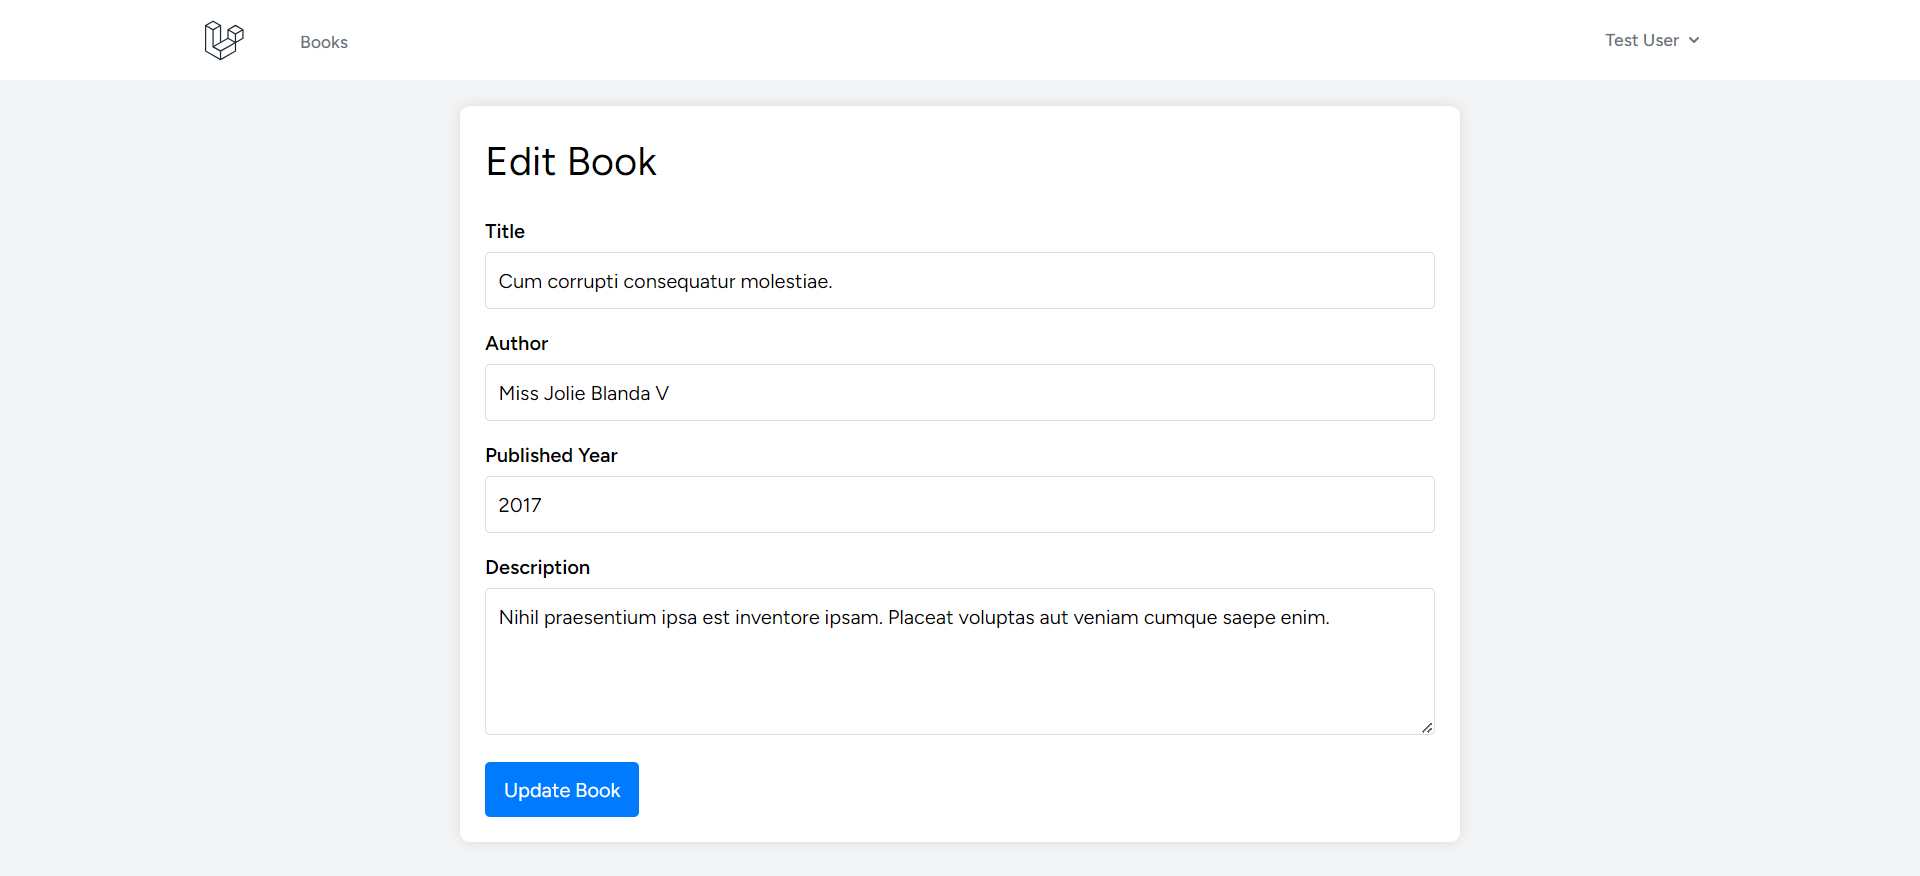 Books
Test User
Edit Book
Title
Cum corrupti consequatur molestiae.
Author
Miss Jolie Blanda V
Published Year
2017
Description
Nihil praesentium ipsa est inventore ipsam. Placeat voluptas aut veniam cumque saepe enim.
Update Book